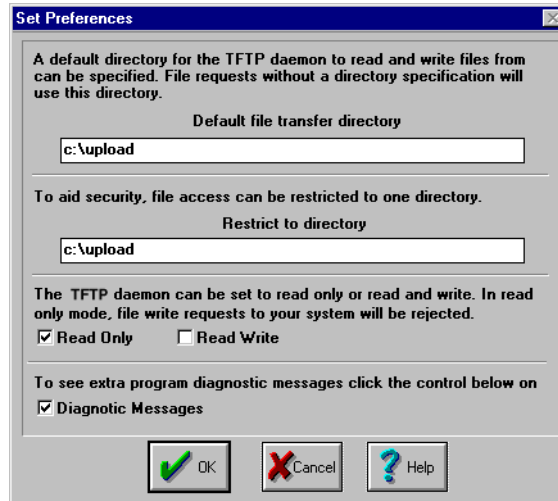 Set Preferences
A default directory for the TFTP daemon to read and write files from
can be specified. File requests without a directory specification will
use this directory.
Default file transfer directory
c:\upload
To aid security, file access can be restricted to one directory.
Restrict to directory
c:\upload
The TFTP daemon can be set to read only or read and write. In read
only mode, file write requests to your system will be rejected.
Read Only Read Write
To see extra program diagnostic messages click the control below on
Diagnotic Messages
OK Cancel Help